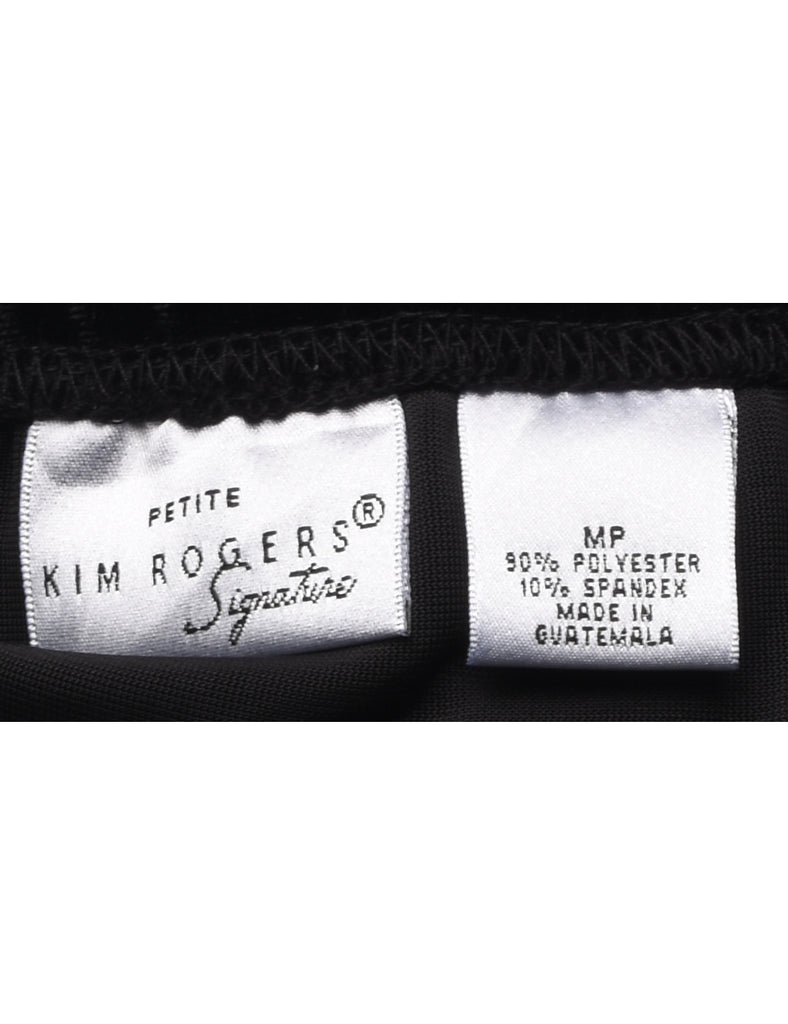 PETITE
KIM ROGERS®
Signature
MP
90% POLYESTER
10% SPANDEX
MADE IN
GUATEMALA